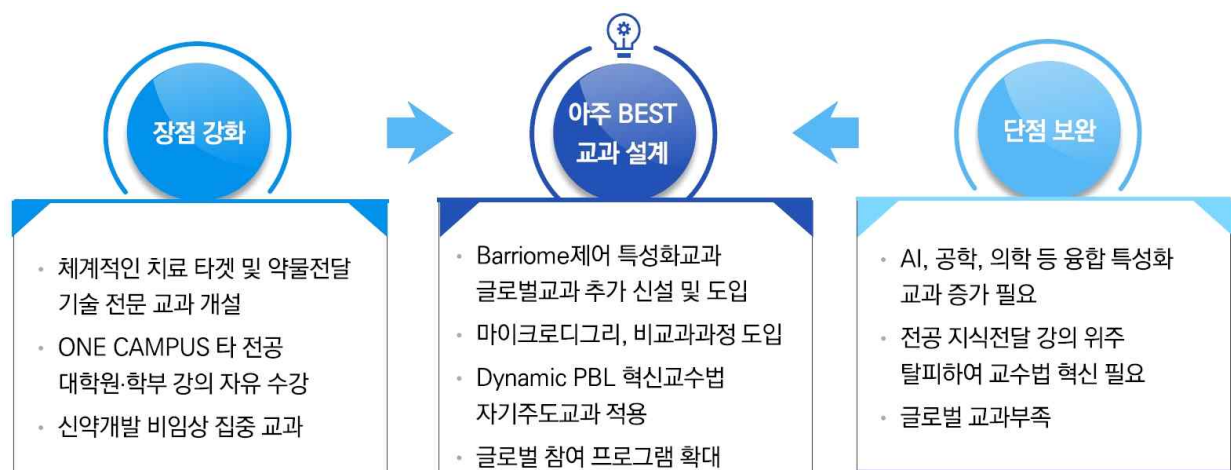 장점 강화
• 체계적인 치료 타겟 및 약물전달
기술 전문 교과 개설
• ONE CAMPUS 타 전공
대학원·학부 강의 자유 수강
• 신약개발 비임상 집중 교과
아주 BEST
교과 설계
• Barriome제어 특성화교과
글로벌교과 추가 신설 및 도입
• 마이크로디그리, 비교과과정 도입
• Dynamic PBL 혁신교수법
자기주도교과 적용
• 글로벌 참여 프로그램 확대
단점 보완
• AI, 공학, 의학 등 융합 특성화
교과 증가 필요
• 전공 지식전달 강의 위주
탈피하여 교수법 혁신 필요
• 글로벌 교과부족